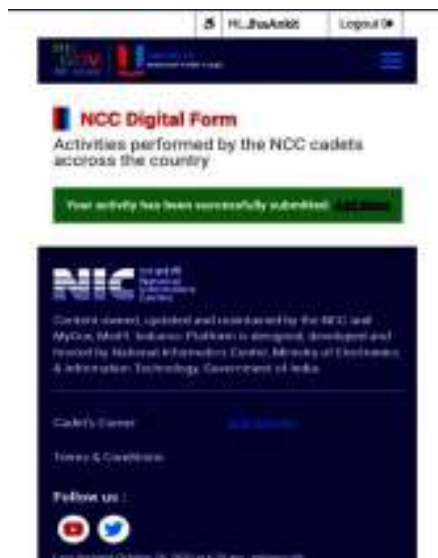 Hi, JhaAnkit
Logout
MY
GOV
NCC Digital Form
Activities performed by the NCC cadets
accross the country
Your activity has been successfully submitted.
NIC
National
Informatics
Centre
Content owned, updated and maintained by the NCC and
MyGov, MeitY. Platform is designed, developed and
hosted by National Informatics Centre, Ministry of Electronics
& Information Technology, Government of India.
Cadet's Corner
Terms & Conditions
Follow us :